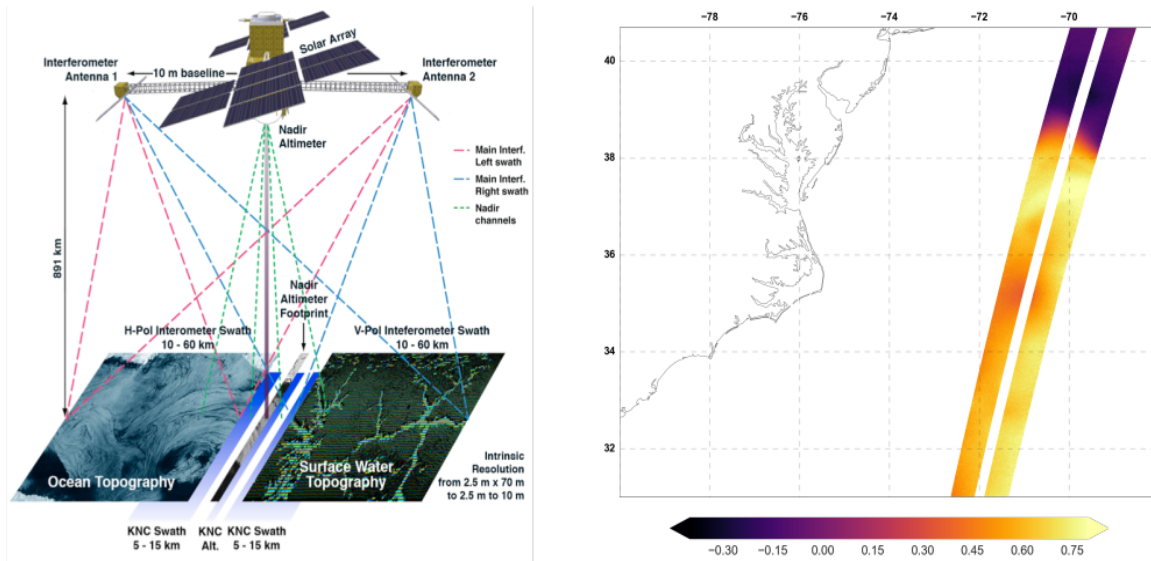 Solar Array
Interferometer
Antenna 1
10 m baseline
Interferometer
Antenna 2
Nadir
Altimeter
Main Interf.
Left swath
Main Interf.
Right swath
Nadir
channels
891 km
Nadir
Altimeter
Footprint
H-Pol Interometer Swath
10 - 60 km
V-Pol Inteferometer Swath
10 - 60 km
Ocean Topography
Surface Water
Topography
Intrinsic
Resolution
from 2.5 m x 70 m
to 2.5 m to 10 m
KNC Swath
5 - 15 km
KNC
Alt.
KNC Swath
5 - 15 km
−78 −76 −74 −72 −70
40
38
36
34
32
−0.30 −0.15 0.00 0.15 0.30 0.45 0.60 0.75